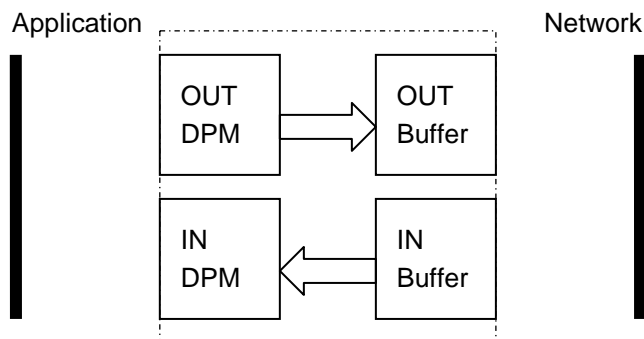 Application
Network
OUT
DPM
OUT
Buffer
IN
DPM
IN
Buffer